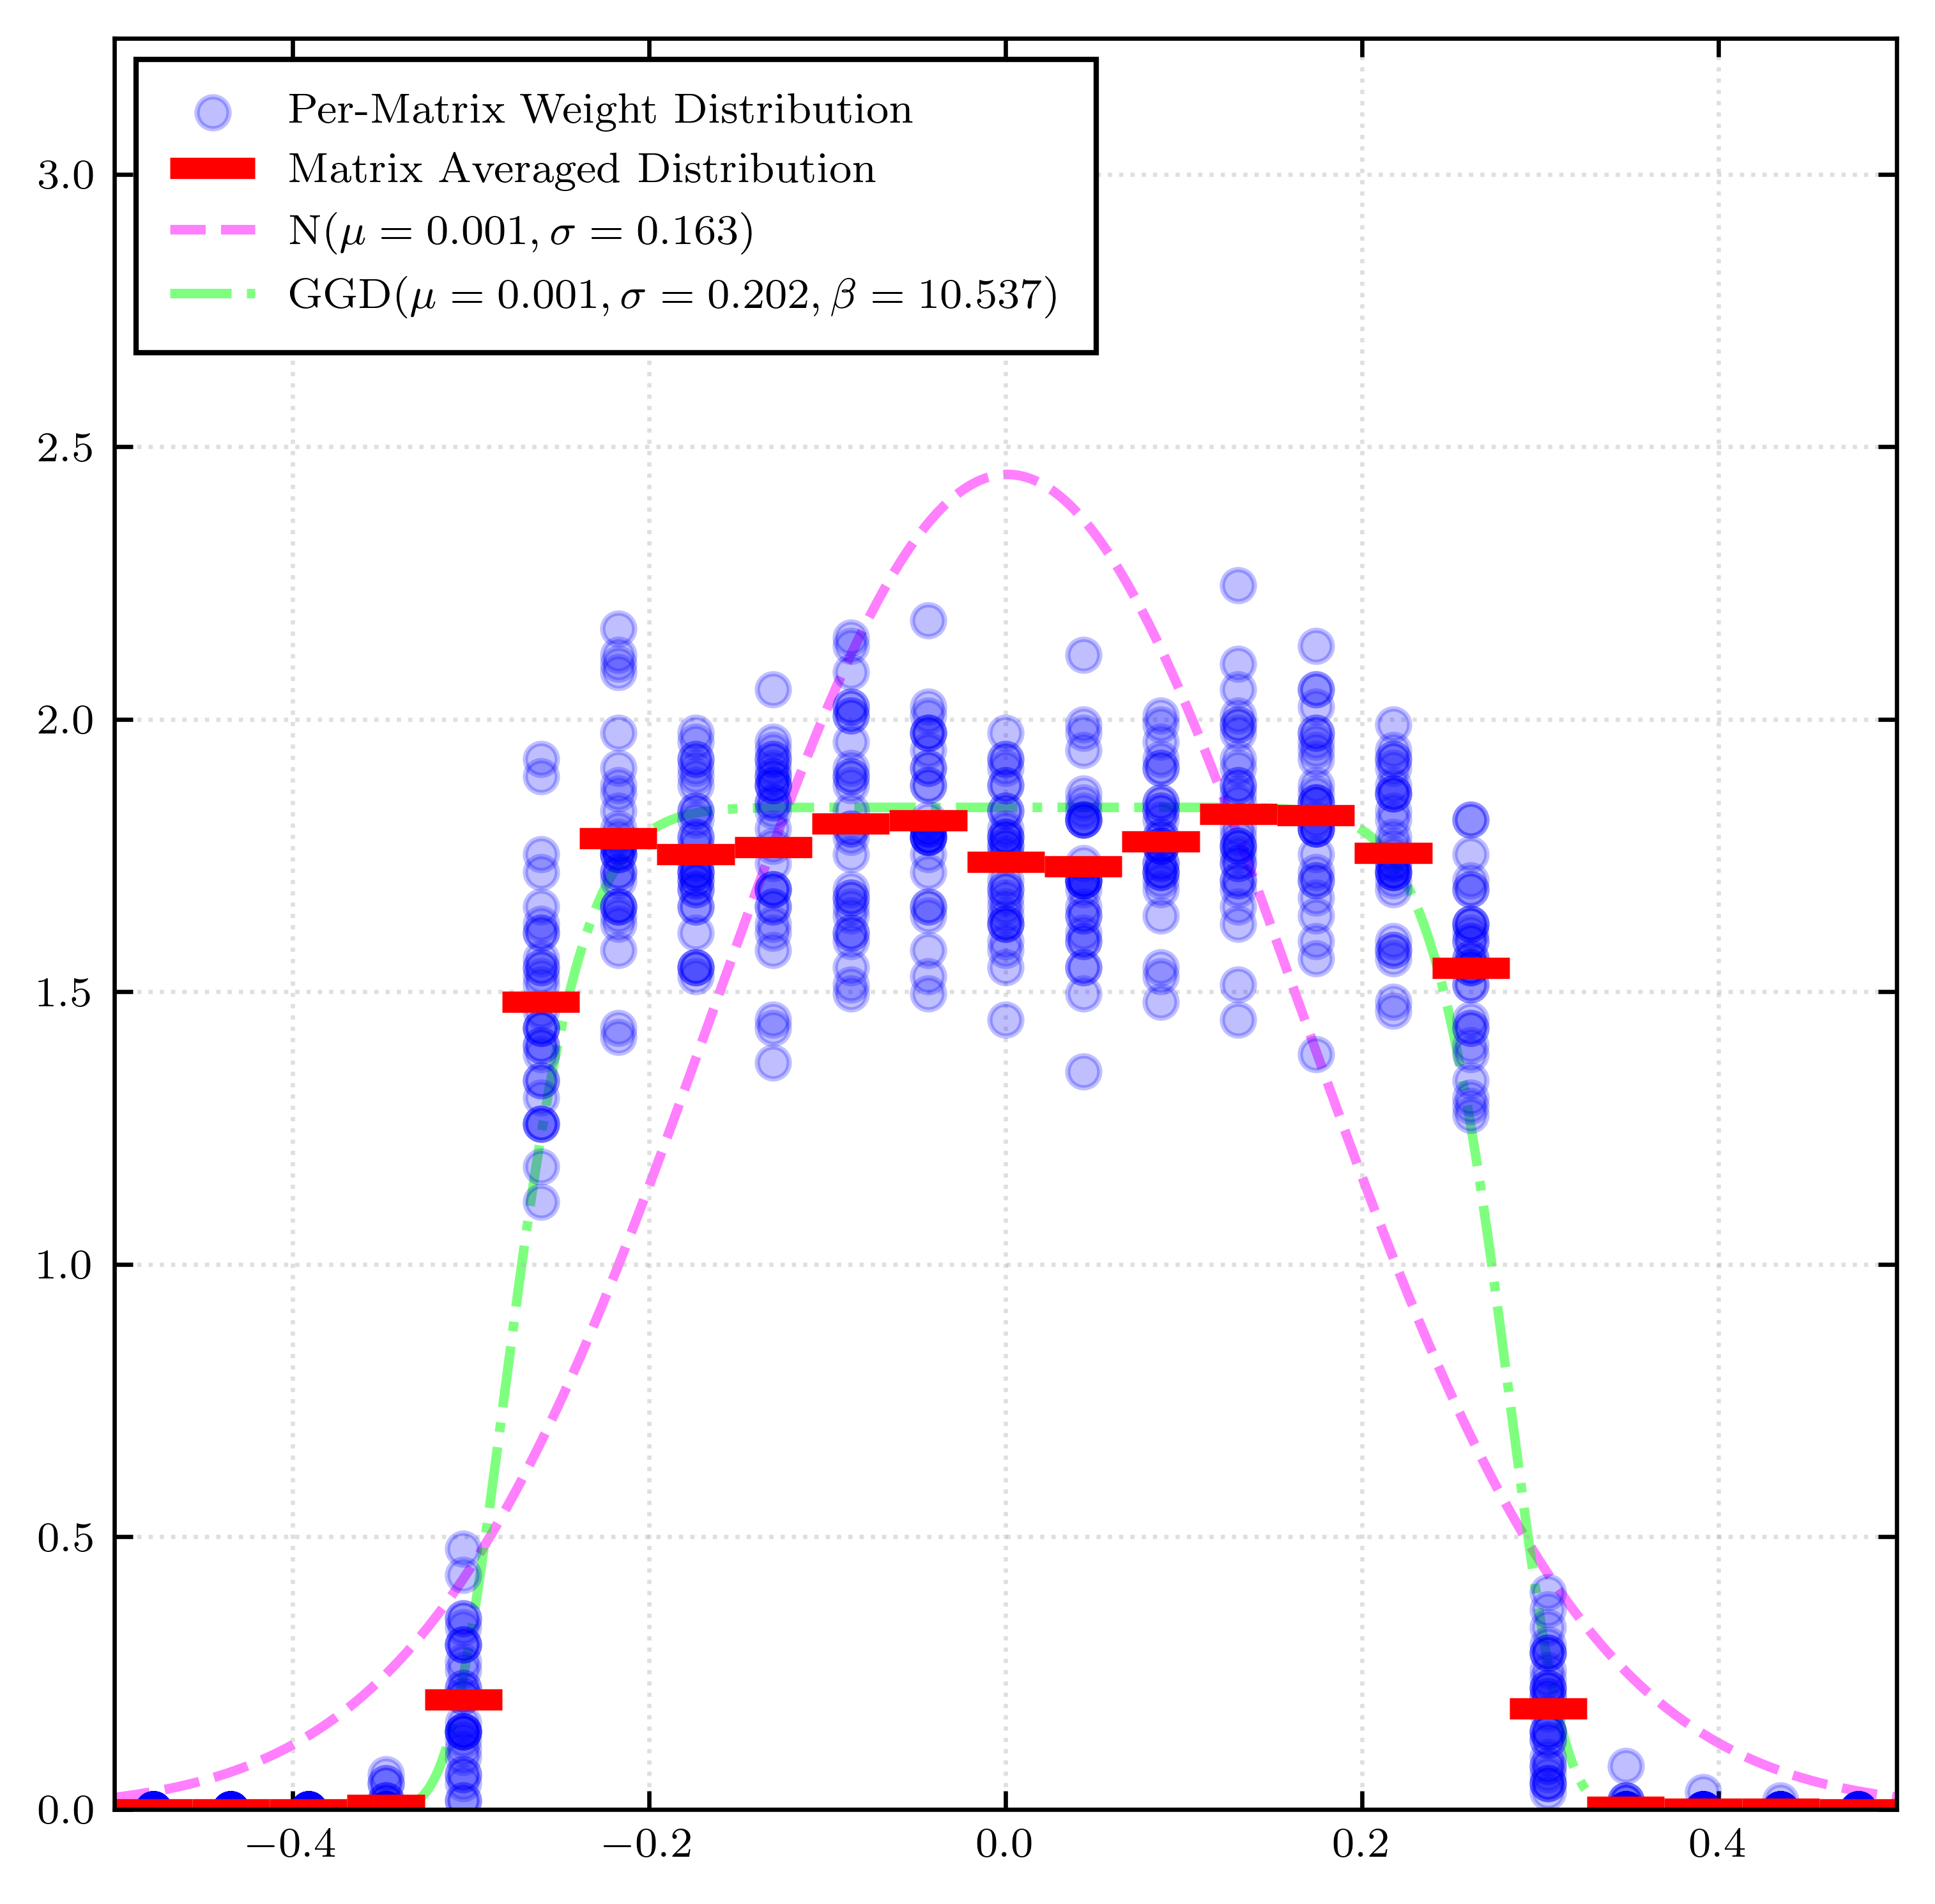 Per-Matrix Weight Distribution
Matrix Averaged Distribution
N(μ = 0.001, σ = 0.163)
GGD(μ = 0.001, σ = 0.202, β = 10.537)
3.0
2.5
2.0
1.5
1.0
0.5
0.0
−0.4 −0.2 0.0 0.2 0.4